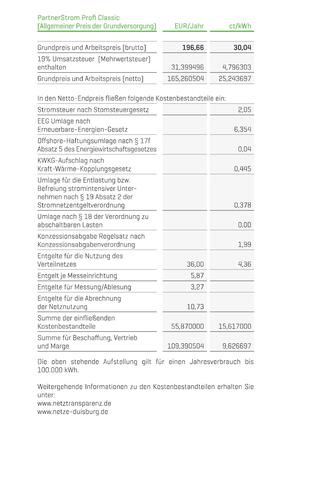 PartnerStrom Profi Classic
(Allgemeiner Preis der Grundversorgung) EUR/Jahr ct/kWh
Grundpreis und Arbeitspreis (brutto) 196,66 30,04
19% Umsatzsteuer (Mehrwertsteuer)
enthalten 31,399496 4,796303
Grundpreis und Arbeitspreis (netto) 165,260504 25,243697
In den Netto-Endpreis fließen folgende Kostenbestandteile ein:
Stromsteuer nach Stomsteuergesetz 2,05
EEG Umlage nach
Erneuerbare-Energien-Gesetz 6,354
Offshore-Haftungsumlage nach § 17f
Absatz 5 des Energiewirtschaftsgesetzes 0,04
KWKG-Aufschlag nach
Kraft-Wärme-Kopplungsgesetz 0,445
Umlage für die Entlastung bzw.
Befreiung stromintensiver Unter-
nehmen nach § 19 Absatz 2 der
Stromnetzentgeltverordnung 0,378
Umlage nach § 18 der Verordnung zu
abschaltbaren Lasten 0,00
Konzessionsabgabe Regelsatz nach
Konzessionsabgabenverordnung 1,99
Entgelte für die Nutzung des
Verteilnetzes 36,00 4,36
Entgelt je Messeinrichtung 5,87
Entgelte für Messung/Ablesung 3,27
Entgelte für die Abrechnung
der Netznutzung 10,73
Summe der einfließenden
Kostenbestandteile 55,870000 15,617000
Summe für Beschaffung, Vertrieb
und Marge 109,390504 9,626697
Die oben stehende Aufstellung gilt für einen Jahresverbrauch bis
100.000 kWh.
Weitergehende Informationen zu den Kostenbestandteilen erhalten Sie
unter:
www.netztransparenz.de
www.netze-duisburg.de